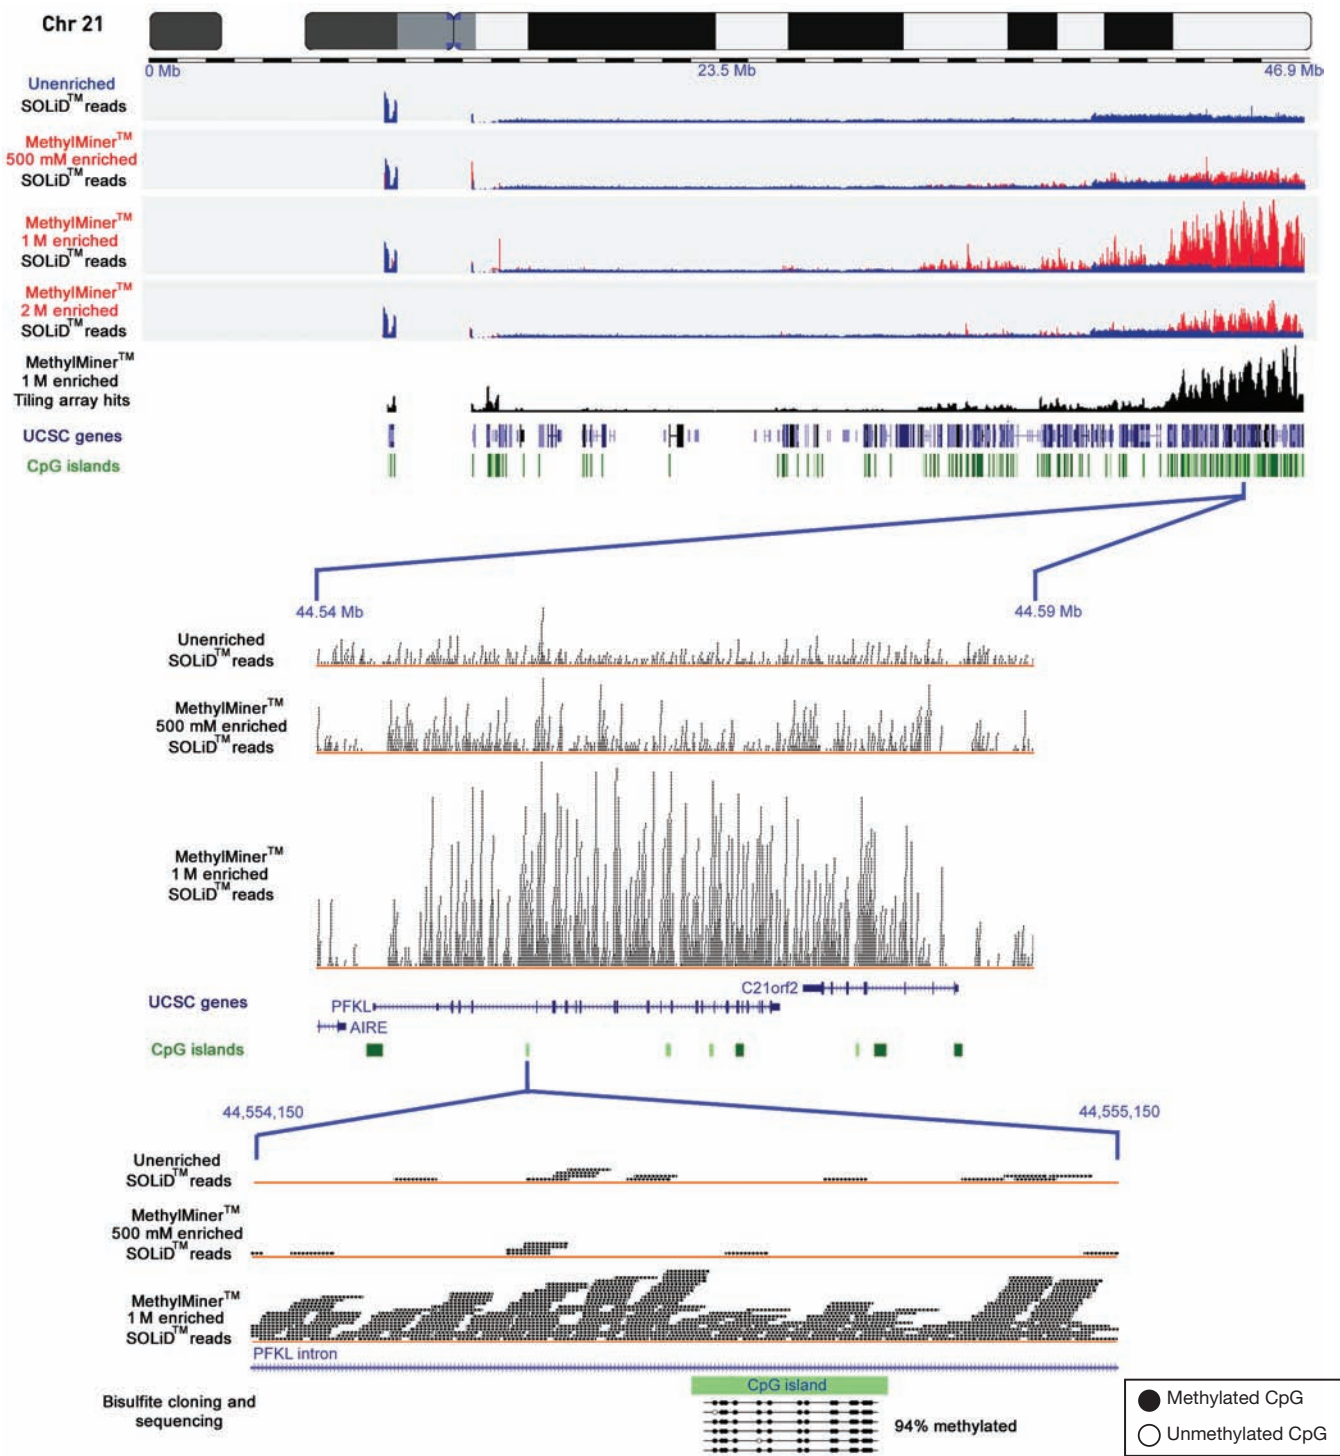 Chr 21
0 Mb
23.5 Mb
46.9 Mb
Unenriched
SOLiD™ reads
MethylMiner™
500 mM enriched
SOLiD™ reads
MethylMiner™
1 M enriched
SOLiD™ reads
MethylMiner™
2 M enriched
SOLiD™ reads
MethylMiner™
1 M enriched
Tiling array hits
UCSC genes
CpG islands
44.54 Mb
44.59 Mb
Unenriched
SOLiD™ reads
MethylMiner™
500 mM enriched
SOLiD™ reads
MethylMiner™
1 M enriched
SOLiD™ reads
C21orf2
UCSC genes
PFKL
AIRE
CpG islands
44,554,150
44,555,150
Unenriched
SOLiD™ reads
MethylMiner™
500 mM enriched
SOLiD™ reads
MethylMiner™
1 M enriched
SOLiD™ reads
PFKL intron
CpG island
Bisulfite cloning and
sequencing
94% methylated
Methylated CpG
Unmethylated CpG